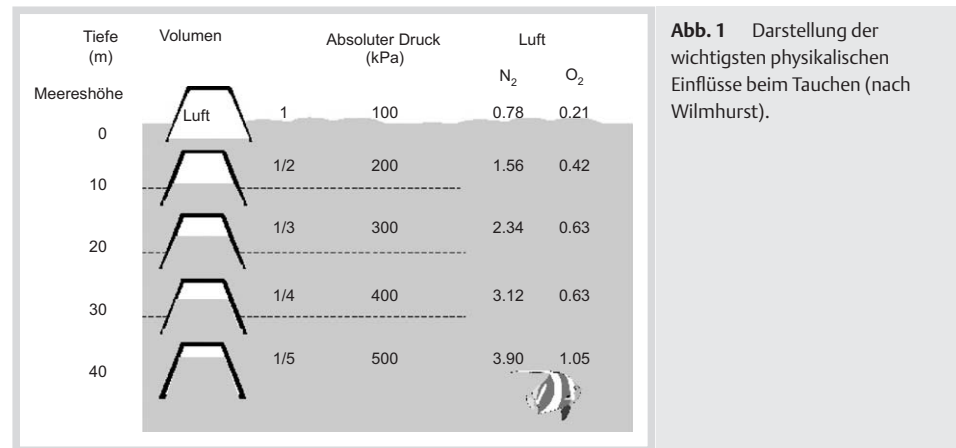 Tiefe (m) Volumen Absoluter Druck (kPa) Luft
N2 O2
Meereshöhe
Luft 1 100 0.78 0.21
0
1/2 200 1.56 0.42
10
1/3 300 2.34 0.63
20
1/4 400 3.12 0.63
30
1/5 500 3.90 1.05
40
Abb. 1 Darstellung der
wichtigsten physikalischen
Einflüsse beim Tauchen (nach
Wilmhurst).